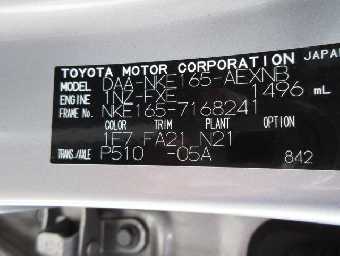 TOYOTA MOTOR CORPORATION JAPAN
MODEL DAA-NKE165-AEXNB
ENGINE 1NZ-FXE 1496 mL
FRAME No. NKE165-7168241
COLOR TRIM PLANT OPTION
1F7 FA21 N21
TRANS./AXLE P510 -05A 842